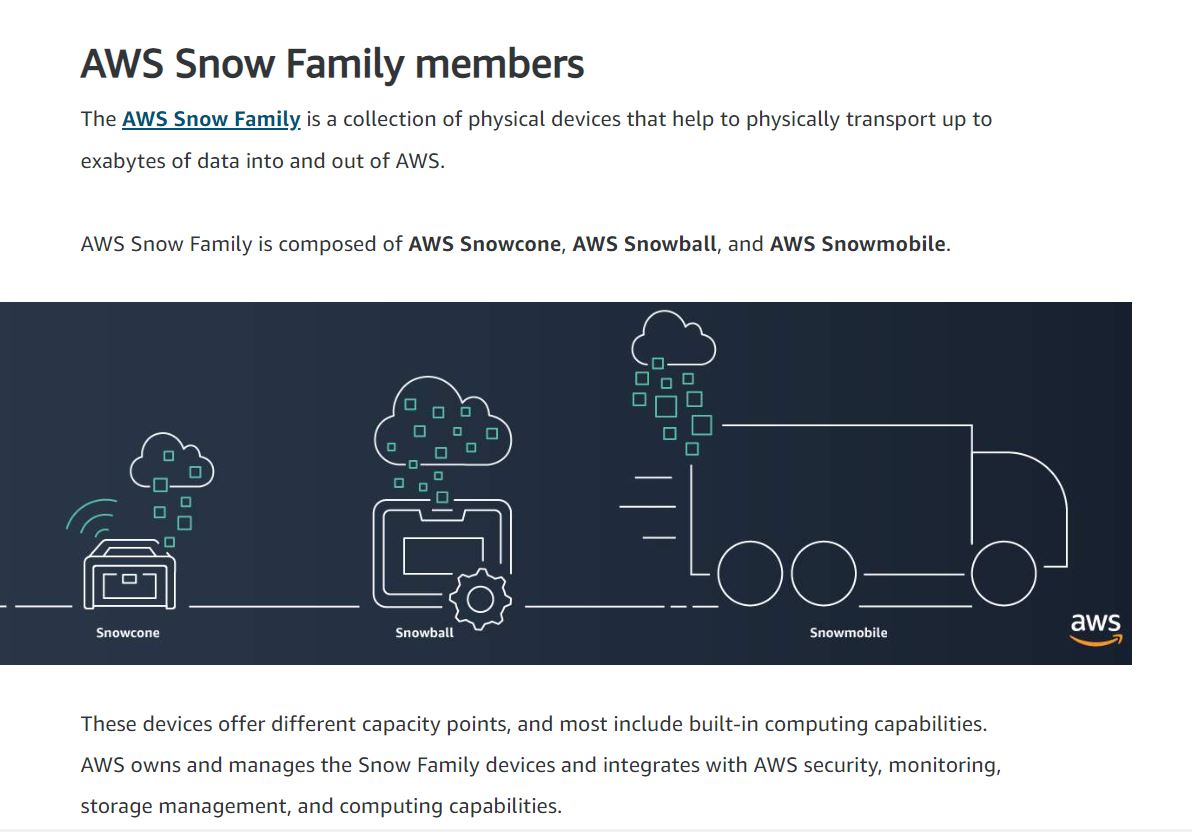 AWS Snow Family members
The AWS Snow Family is a collection of physical devices that help to physically transport up to
exabytes of data into and out of AWS.
AWS Snow Family is composed of AWS Snowcone, AWS Snowball, and AWS Snowmobile.
Snowcone
Snowball
Snowmobile
aws
These devices offer different capacity points, and most include built-in computing capabilities.
AWS owns and manages the Snow Family devices and integrates with AWS security, monitoring,
storage management, and computing capabilities.